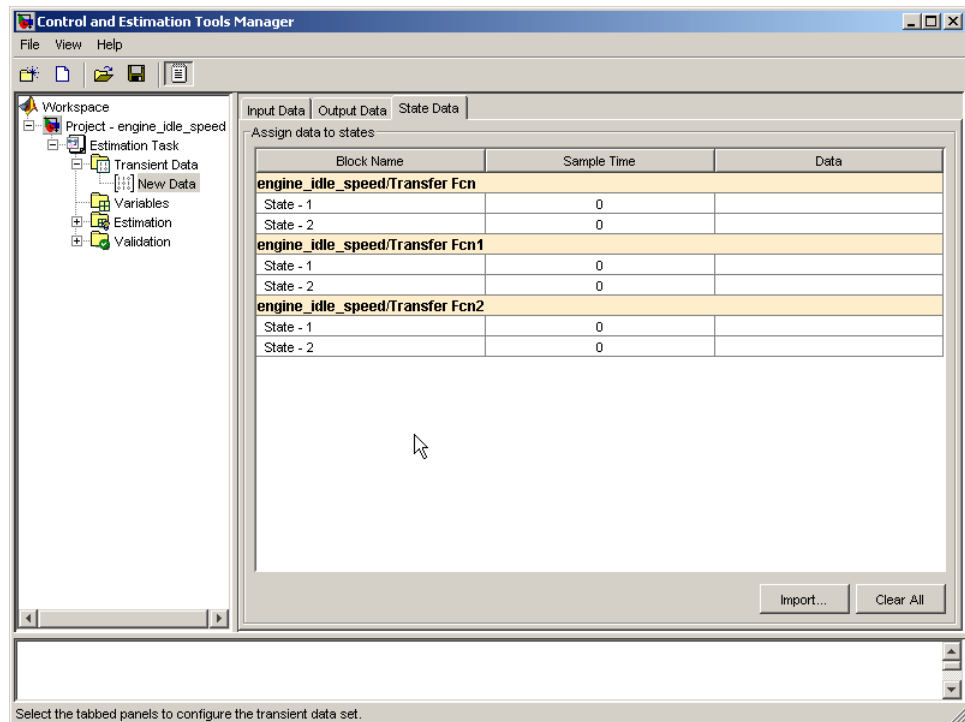 Control and Estimation Tools Manager
File View Help
Workspace
Project - engine_idle_speed
Estimation Task
Transient Data
New Data
Variables
Estimation
Validation
Input Data Output Data State Data
Assign data to states
Block Name Sample Time Data
engine_idle_speed/Transfer Fcn
State - 1 0
State - 2 0
engine_idle_speed/Transfer Fcn1
State - 1 0
State - 2 0
engine_idle_speed/Transfer Fcn2
State - 1 0
State - 2 0
Import... Clear All
Select the tabbed panels to configure the transient data set.